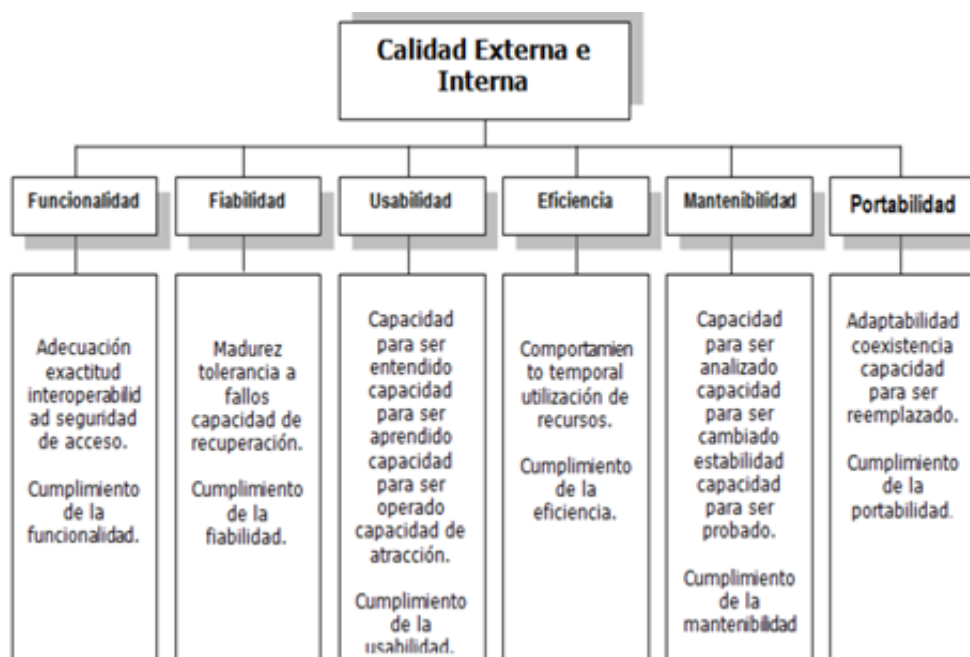 Calidad Externa e
Interna
Funcionalidad
Fiabilidad
Usabilidad
Eficiencia
Mantenibilidad
Portabilidad
Adecuación
exactitud
interoperabilid
ad seguridad
de acceso.
Cumplimiento
de la
funcionalidad.
Madurez
tolerancia a
fallos
capacidad de
recuperación.
Cumplimiento
de la
fiabilidad.
Capacidad
para ser
entendido
capacidad
para ser
aprendido
capacidad
para ser
operado
capacidad de
atracción.
Cumplimiento
de la
usabilidad.
Comportamien
to temporal
utilización de
recursos.
Cumplimiento
de la
eficiencia.
Capacidad
para ser
analizado
capacidad
para ser
cambiado
estabilidad
capacidad
para ser
probado.
Cumplimiento
de la
mantenibilidad
Adaptabilidad
coexistencia
capacidad
para ser
reemplazado.
Cumplimiento
de la
portabilidad.